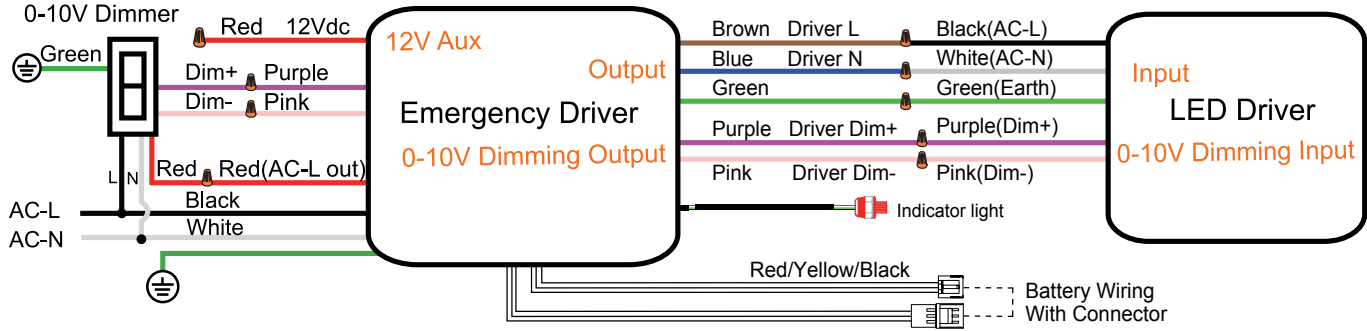 0-10V Dimmer
Green
Red 12Vdc
Dim+ Purple
Dim- Pink
L N
Red Red(AC-L out)
AC-L Black
AC-N White
12V Aux
Output
Emergency Driver
0-10V Dimming Output
Brown Driver L Black(AC-L)
Blue Driver N White(AC-N)
Green Green(Earth)
Purple Driver Dim+ Purple(Dim+)
Pink Driver Dim- Pink(Dim-)
Indicator light
Input
LED Driver
0-10V Dimming Input
Red/Yellow/Black
Battery Wiring
With Connector